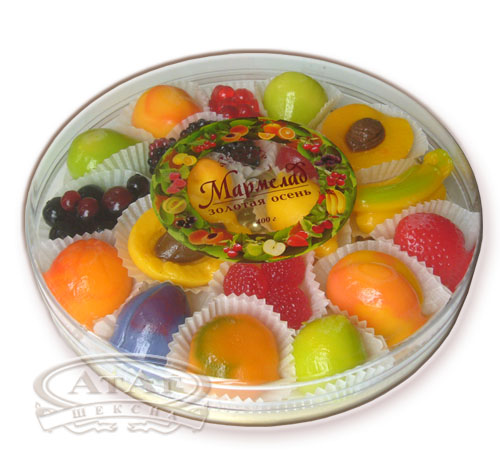 Мармелад
золотая осень
400 г
АТАГ
ШЕКСНА